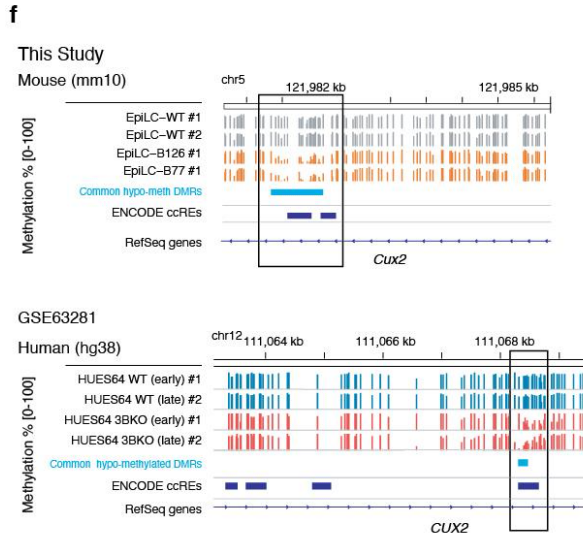 f
This Study
Mouse (mm10)
chr5
121,982 kb
121,985 kb
Methylation % [0-100]
EpiLC-WT #1
EpiLC-WT #2
EpiLC-B126 #1
EpiLC-B77 #1
Common hypo-meth DMRs
ENCODE ccREs
RefSeq genes
Cux2
GSE63281
Human (hg38)
chr12
111,064 kb
111,066 kb
111,068 kb
Methylation % [0-100]
HUES64 WT (early) #1
HUES64 WT (late) #2
HUES64 3BKO (early) #1
HUES64 3BKO (late) #2
Common hypo-methylated DMRs
ENCODE ccREs
RefSeq genes
CUX2